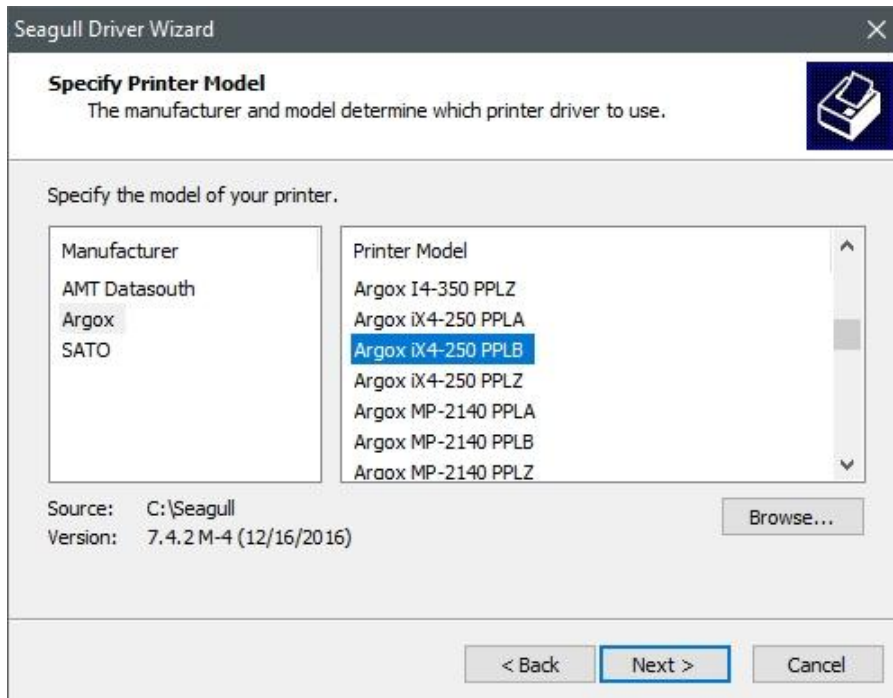 Seagull Driver Wizard
Specify Printer Model
The manufacturer and model determine which printer driver to use.
Specify the model of your printer.
Manufacturer
AMT Datasouth
Argox
SATO
Printer Model
Argox I4-350 PPLZ
Argox iX4-250 PPLA
Argox iX4-250 PPLB
Argox iX4-250 PPLZ
Argox MP-2140 PPLA
Argox MP-2140 PPLB
Argox MP-2140 PPLZ
Source: C:\Seagull
Version: 7.4.2 M-4 (12/16/2016)
Browse...
< Back
Next >
Cancel